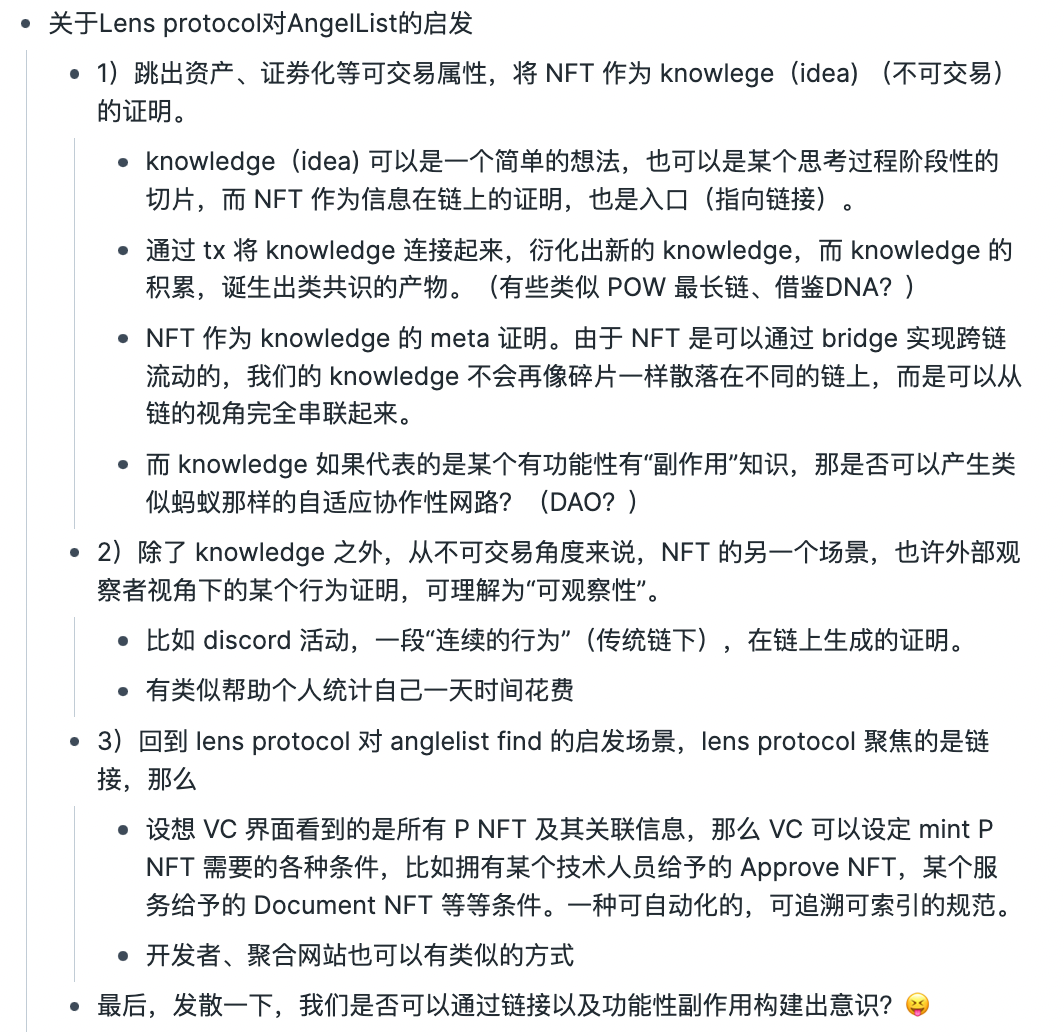 关于Lens protocol对AngelList的启发
1）跳出资产、证券化等可交易属性，将 NFT 作为 knowlege（idea) （不可交易）
的证明。
knowledge（idea) 可以是一个简单的想法，也可以是某个思考过程阶段性的
切片，而 NFT 作为信息在链上的证明，也是入口（指向链接）。
通过 tx 将 knowledge 连接起来，衍化出新的 knowledge，而 knowledge 的
积累，诞生出类共识的产物。（有些类似 POW 最长链、借鉴DNA？）
NFT 作为 knowledge 的 meta 证明。由于 NFT 是可以通过 bridge 实现跨链
流动的，我们的 knowledge 不会再像碎片一样散落在不同的链上，而是可以从
链的视角完全串联起来。
而 knowledge 如果代表的是某个有功能性有“副作用”知识，那是否可以产生类
似蚂蚁那样的自适应协作性网路？（DAO？）
2）除了 knowledge 之外，从不可交易角度来说，NFT 的另一个场景，也许外部观
察者视角下的某个行为证明，可理解为“可观察性”。
比如 discord 活动，一段“连续的行为”（传统链下），在链上生成的证明。
有类似帮助个人统计自己一天时间花费
3）回到 lens protocol 对 anglelist find 的启发场景，lens protocol 聚焦的是链
接，那么
设想 VC 界面看到的是所有 P NFT 及其关联信息，那么 VC 可以设定 mint P
NFT 需要的各种条件，比如拥有某个技术人员给予的 Approve NFT，某个服
务给予的 Document NFT 等等条件。一种可自动化的，可追溯可索引的规范。
开发者、聚合网站也可以有类似的方式
最后，发散一下，我们是否可以通过链接以及功能性副作用构建出意识？😝